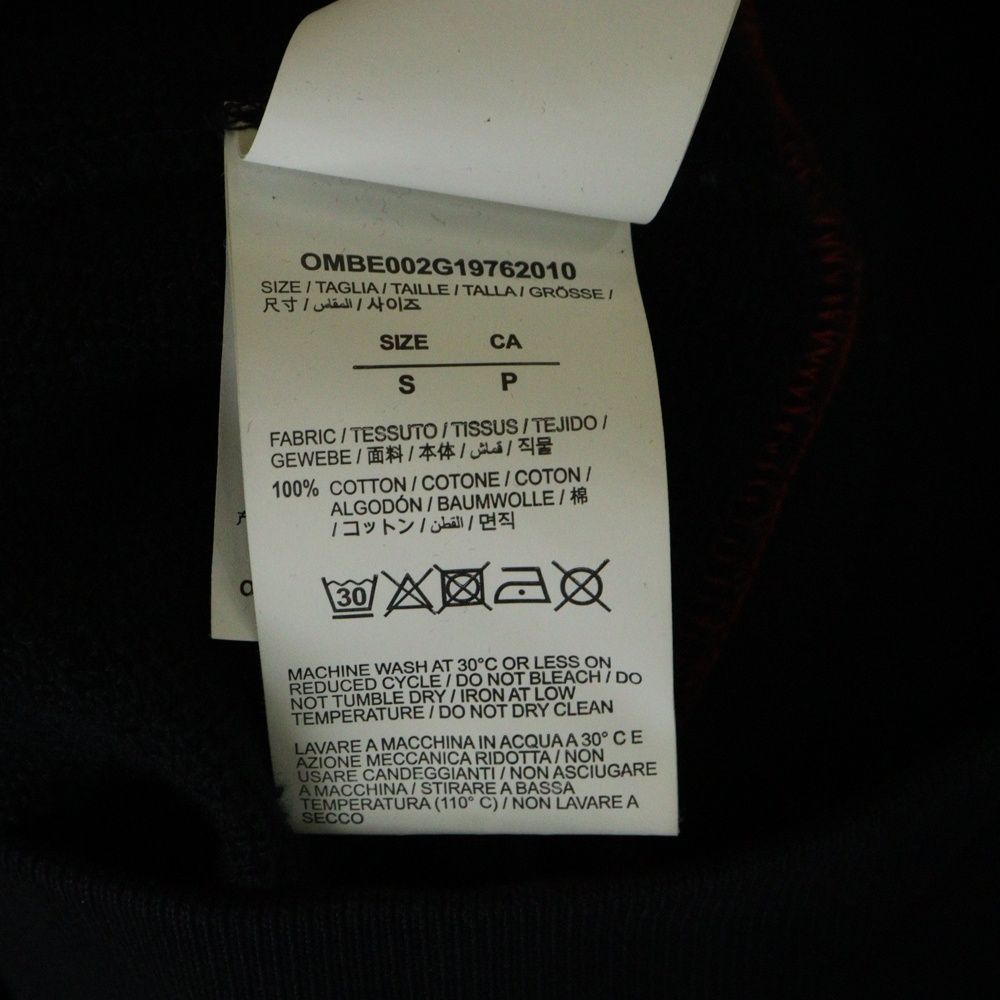 OMBE002G19762010
SIZE / TAGLIA / TAILLE / TALLA / GRÖSSE /
尺寸 / المقاس / 사이즈
SIZE CA
S P
FABRIC / TESSUTO / TISSUS / TEJIDO /
GEWEBE / 面料 / 本体 / قماش / 직물
100% COTTON / COTONE / COTON /
ALGODÓN / BAUMWOLLE / 棉
/ コットン / القطن / 면직
30
MACHINE WASH AT 30°C OR LESS ON
REDUCED CYCLE / DO NOT BLEACH / DO
NOT TUMBLE DRY / IRON AT LOW
TEMPERATURE / DO NOT DRY CLEAN
LAVARE A MACCHINA IN ACQUA A 30° C E
AZIONE MECCANICA RIDOTTA / NON
USARE CANDEGGIANTI / NON ASCIUGARE
A MACCHINA / STIRARE A BASSA
TEMPERATURA (110° C) / NON LAVARE A
SECCO